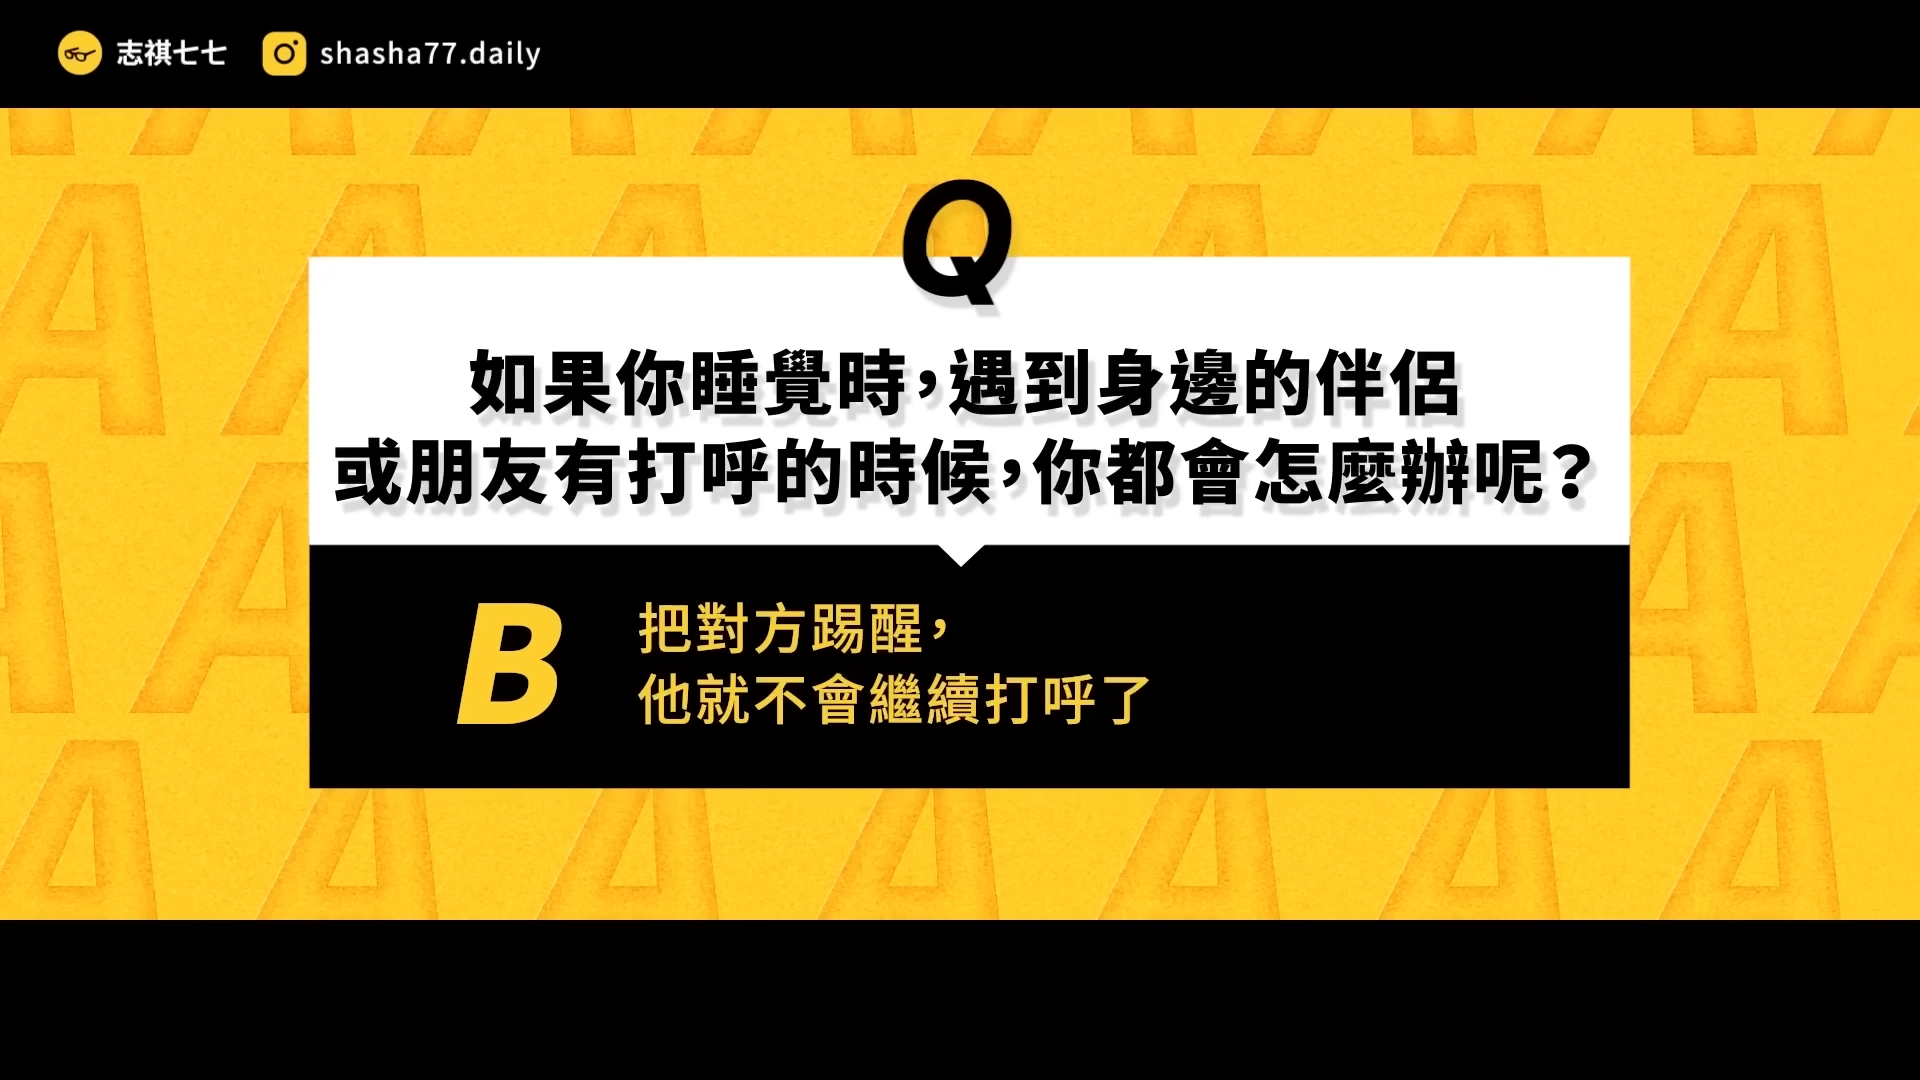 志祺七七 shasha77.daily
Q
如果你睡覺時，遇到身邊的伴侶
或朋友有打呼的時候，你都會怎麼辦呢？
B
把對方踢醒，
他就不會繼續打呼了